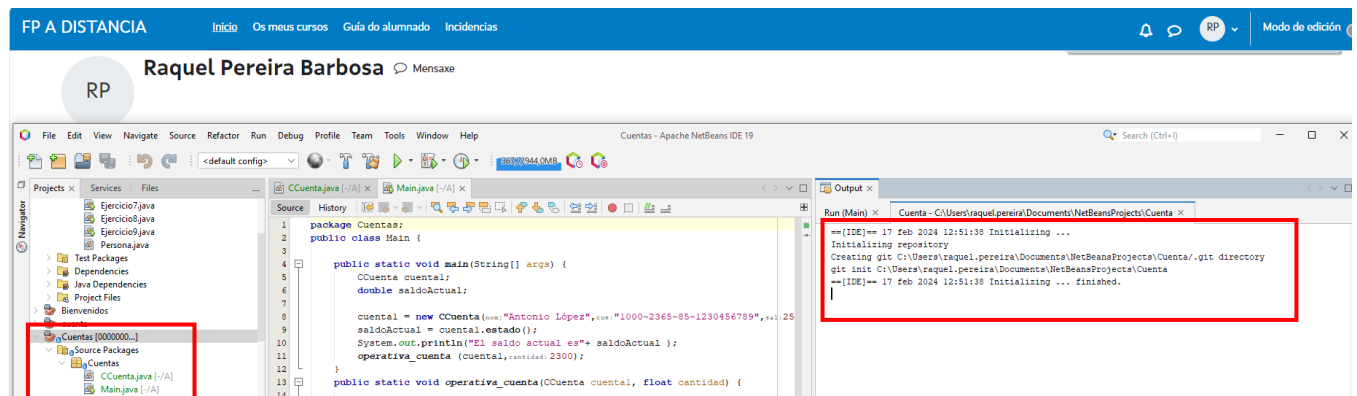 FP A DISTANCIA Inicio Os meus cursos Guía do alumnado Incidencias RP Modo de edición
RP Raquel Pereira Barbosa Mensaxe
File Edit View Navigate Source Refactor Run Debug Profile Team Tools Window Help Cuentas - Apache NetBeans IDE 19 Search (Ctrl+I)
<default config>
Projects Services Files
Navigator
Ejercicio7.java
Ejercicio8.java
Ejercicio9.java
Persona.java
Test Packages
Dependencies
Java Dependencies
Project Files
Bienvenidos
Cuentas [0000000...]
Source Packages
Cuentas
CCuenta.java [-/A]
Main.java [-/A]
CCuenta.java [-/A] Main.java [-/A]
Source History
1 package Cuentas;
2 public class Main {
3
4 public static void main(String[] args) {
5 CCuenta cuental;
6 double saldoActual;
7
8 cuental = new CCuenta(nom:"Antonio López",cue:"1000-2365-85-1230456789",sal:25
9 saldoActual = cuental.estado();
10 System.out.println("El saldo actual es"+ saldoActual );
11 operativa_cuenta (cuental,cantidad:2300);
12 }
13 public static void operativa_cuenta(CCuenta cuental, float cantidad) {
14
Output
Run (Main) Cuenta - C:\Users\raquel.pereira\Documents\NetBeansProjects\Cuenta
==[IDE]== 17 feb 2024 12:51:38 Initializing ...
Initializing repository
Creating git C:\Users\raquel.pereira\Documents\NetBeansProjects\Cuenta/.git directory
git init C:\Users\raquel.pereira\Documents\NetBeansProjects\Cuenta
==[IDE]== 17 feb 2024 12:51:38 Initializing ... finished.